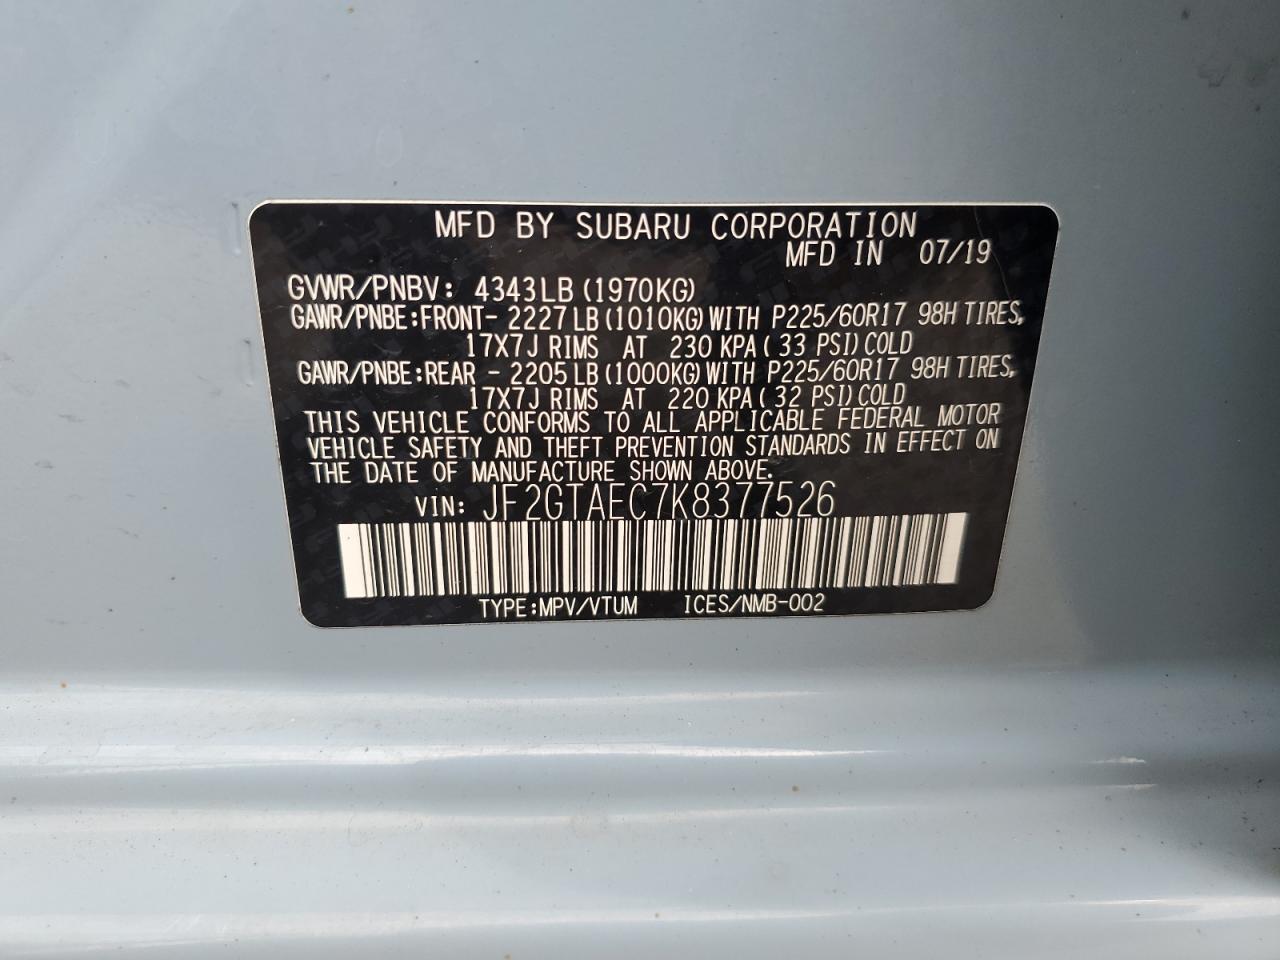 MFD BY SUBARU CORPORATION
MFD IN 07/19
GVWR/PNBV: 4343LB (1970KG)
GAWR/PNBE:FRONT- 2227LB (1010KG) WITH P225/60R17 98H TIRES,
17X7J RIMS AT 230 KPA ( 33 PSI) COLD
GAWR/PNBE:REAR - 2205LB (1000KG) WITH P225/60R17 98H TIRES,
17X7J RIMS AT 220 KPA ( 32 PSI) COLD
THIS VEHICLE CONFORMS TO ALL APPLICABLE FEDERAL MOTOR
VEHICLE SAFETY AND THEFT PREVENTION STANDARDS IN EFFECT ON
THE DATE OF MANUFACTURE SHOWN ABOVE.
VIN: JF2GTAEC7K8377526
TYPE:MPV/VTUM ICES/NMB-002